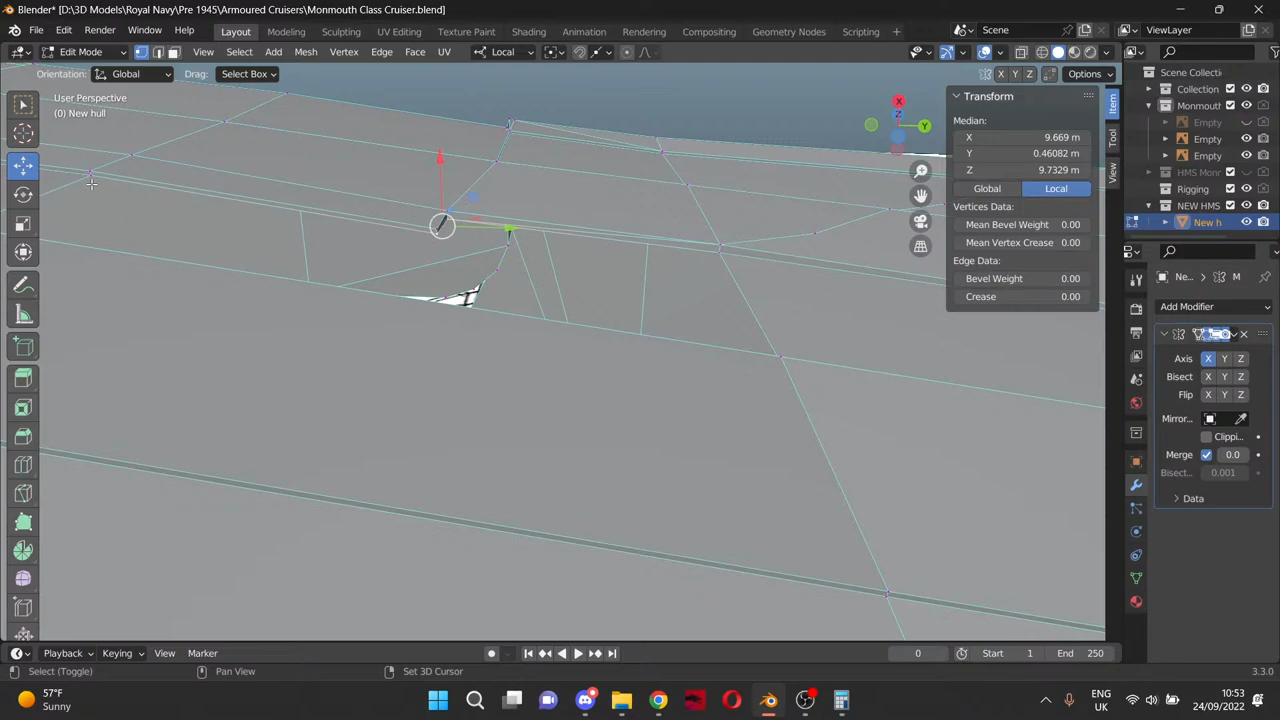 Blender* [D:\3D Models\Royal Navy\Pre 1945\Armoured Cruisers\Monmouth Class Cruiser.blend]
File Edit Render Window Help Layout Modeling Sculpting UV Editing Texture Paint Shading Animation Rendering Compositing Geometry Nodes Scripting + Scene ViewLayer
Edit Mode View Select Add Mesh Vertex Edge Face UV Local
Orientation: Global Drag: Select Box X Y Z Options
User Perspective
(0) New hull
Transform
Median:
X 9.669 m
Y 0.46082 m
Z 9.7329 m
Global Local
Vertices Data:
Mean Bevel Weight 0.00
Mean Vertex Crease 0.00
Edge Data:
Bevel Weight 0.00
Crease 0.00
X Y Z
Item
Tool
View
Scene Collecti
Collection
Monmout
Empty
Empty
Empty
HMS Monr
Rigging
NEW HMS
New h
Ne... M
Add Modifier
Axis X Y Z
Bisect X Y Z
Flip X Y Z
Mirror...
Clippi...
Merge 0.0
Bisect... 0.001
Data
Playback Keying View Marker 0 Start 1 End 250
Select (Toggle) Pan View Set 3D Cursor 3.3.0
57°F
Sunny
ENG
UK
10:53
24/09/2022